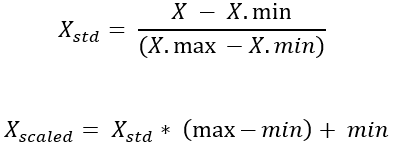 X_std = (X − X.min) / (X.max − X.min)
X_scaled = X_std * (max − min) + min